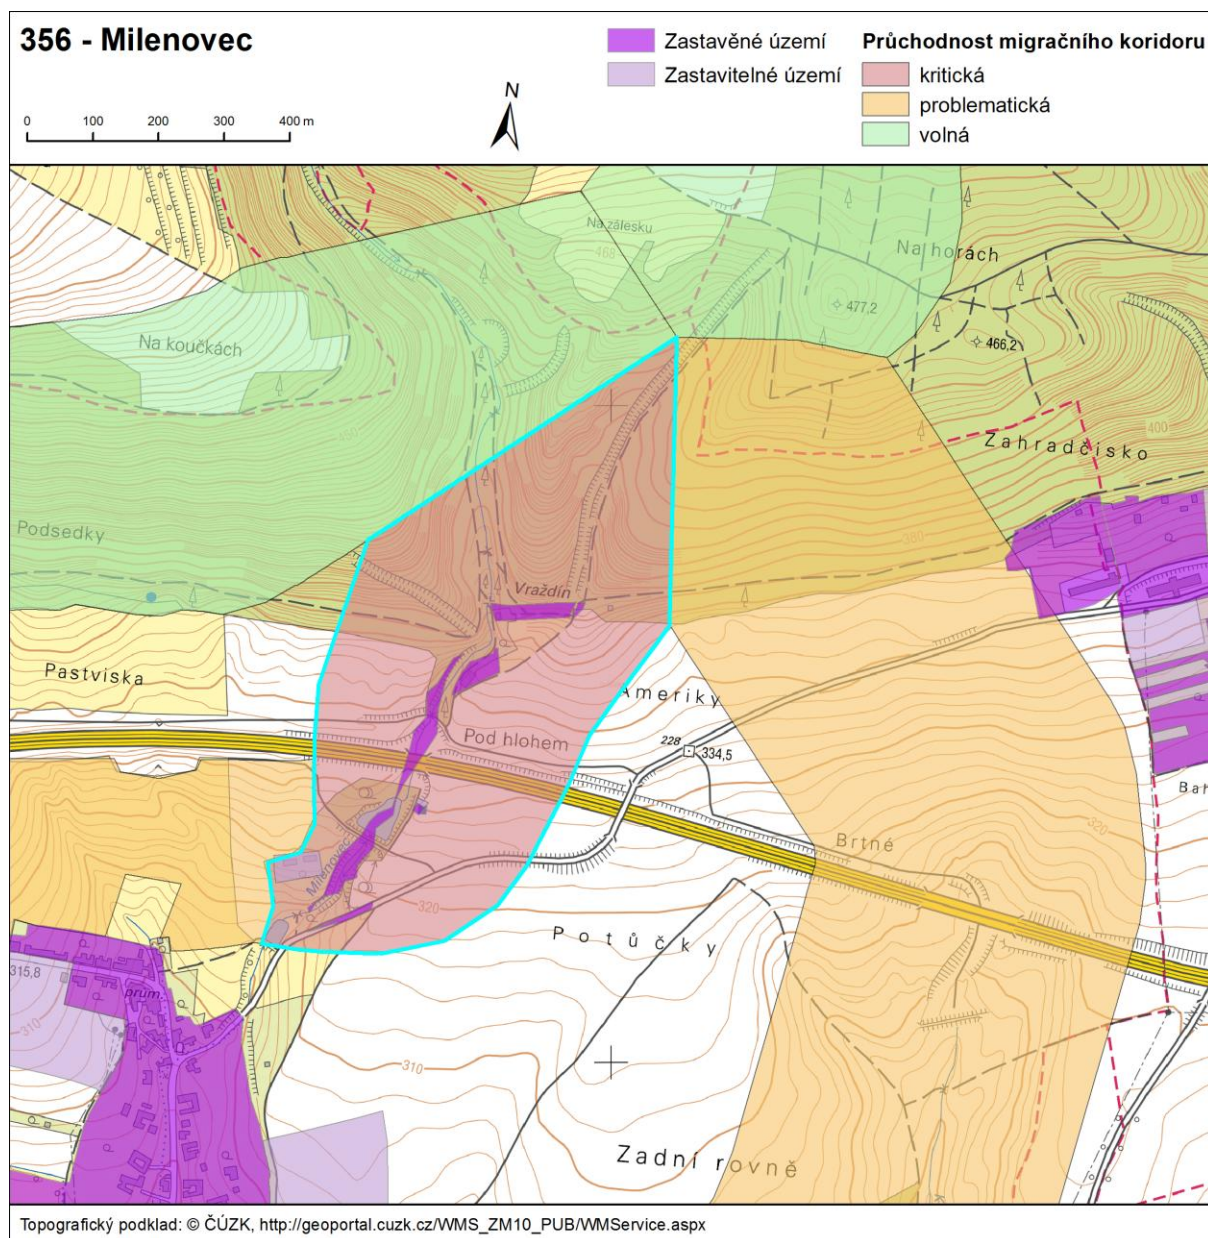 356 - Milenovec
Zastavěné území
Zastavitelné území
Průchodnost migračního koridoru
kritická
problematická
volná
0 100 200 300 400 m
N
Na zálesku
468
Na horách
477,2
466,2
Na koučkách
Zahradčisko
400
Podsedky
380
Vraždin
Pastviska
Ameriky
Pod hlohem
228
334,5
Bah
320
Brtné
Milenovec
320
Potůčky
315,8
prům.
310
310
Zadní rovně
Topografický podklad: © ČÚZK, http://geoportal.cuzk.cz/WMS_ZM10_PUB/WMService.aspx